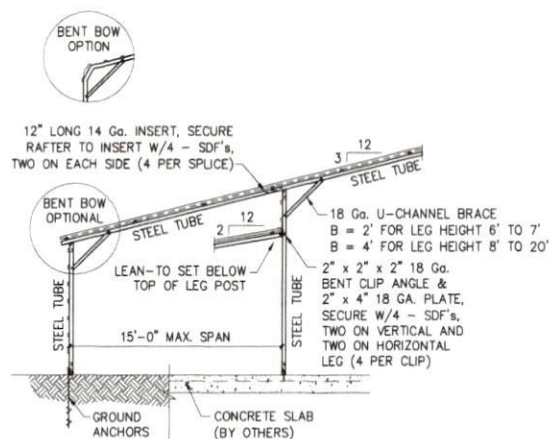 BENT BOW
OPTION
12" LONG 14 Ga. INSERT, SECURE
RAFTER TO INSERT W/4 - SDF's,
TWO ON EACH SIDE (4 PER SPLICE)
12
3
STEEL TUBE
BENT BOW
OPTIONAL
STEEL TUBE
12
2
18 Ga. U-CHANNEL BRACE
B = 2' FOR LEG HEIGHT 6' TO 7'
B = 4' FOR LEG HEIGHT 8' TO 20'
LEAN-TO SET BELOW
TOP OF LEG POST
2" x 2" x 2" 18 Ga.
BENT CLIP ANGLE &
2" x 4" 18 GA. PLATE,
SECURE W/4 - SDF's,
TWO ON VERTICAL AND
TWO ON HORIZONTAL
LEG (4 PER CLIP)
STEEL TUBE
STEEL TUBE
15'-0" MAX. SPAN
GROUND
ANCHORS
CONCRETE SLAB
(BY OTHERS)